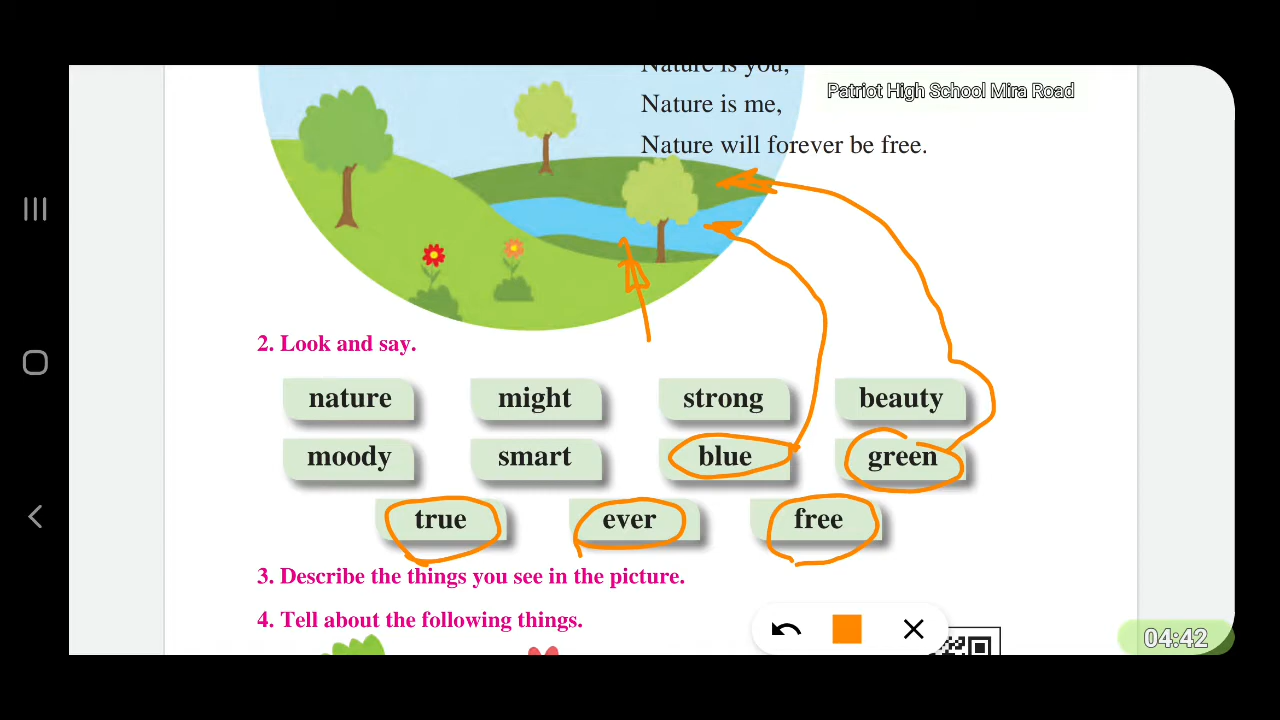 Nature is you,
Patriot High School Mira Road
Nature is me,
Nature will forever be free.
2. Look and say.
nature might strong beauty
moody smart blue green
true ever free
3. Describe the things you see in the picture.
4. Tell about the following things.
04:42